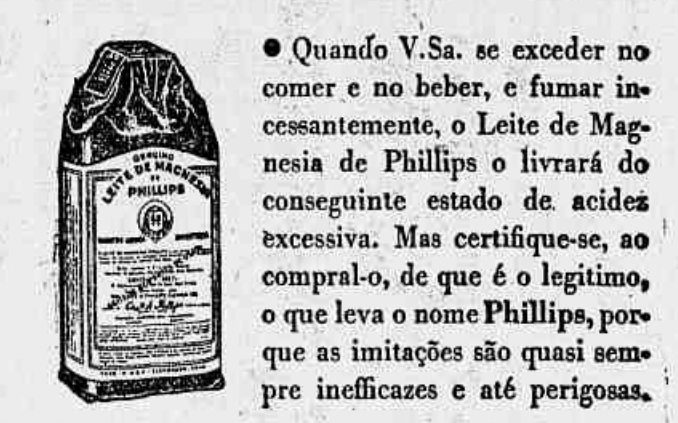 GENUINO
LEITE DE MAGNESIA
DE
PHILLIPS
● Quando V.Sa. se exceder no
comer e no beber, e fumar in-
cessantemente, o Leite de Mag-
nesia de Phillips o livrará do
conseguinte estado de acidez
excessiva. Mas certifique-se, ao
compral-o, de que é o legitimo,
o que leva o nome Phillips, por-
que as imitações são quasi sem-
pre inefficazes e até perigosas.